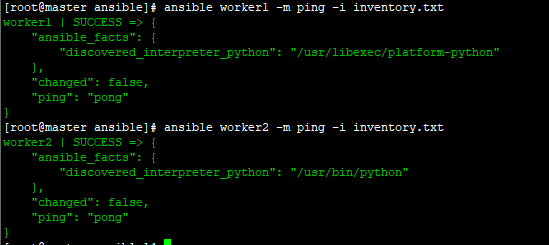 [root@master ansible]# ansible worker1 -m ping -i inventory.txt
worker1 | SUCCESS => {
    "ansible_facts": {
        "discovered_interpreter_python": "/usr/libexec/platform-python"
    },
    "changed": false,
    "ping": "pong"
}
[root@master ansible]# ansible worker2 -m ping -i inventory.txt
worker2 | SUCCESS => {
    "ansible_facts": {
        "discovered_interpreter_python": "/usr/bin/python"
    },
    "changed": false,
    "ping": "pong"
}
[root@master ansible]#